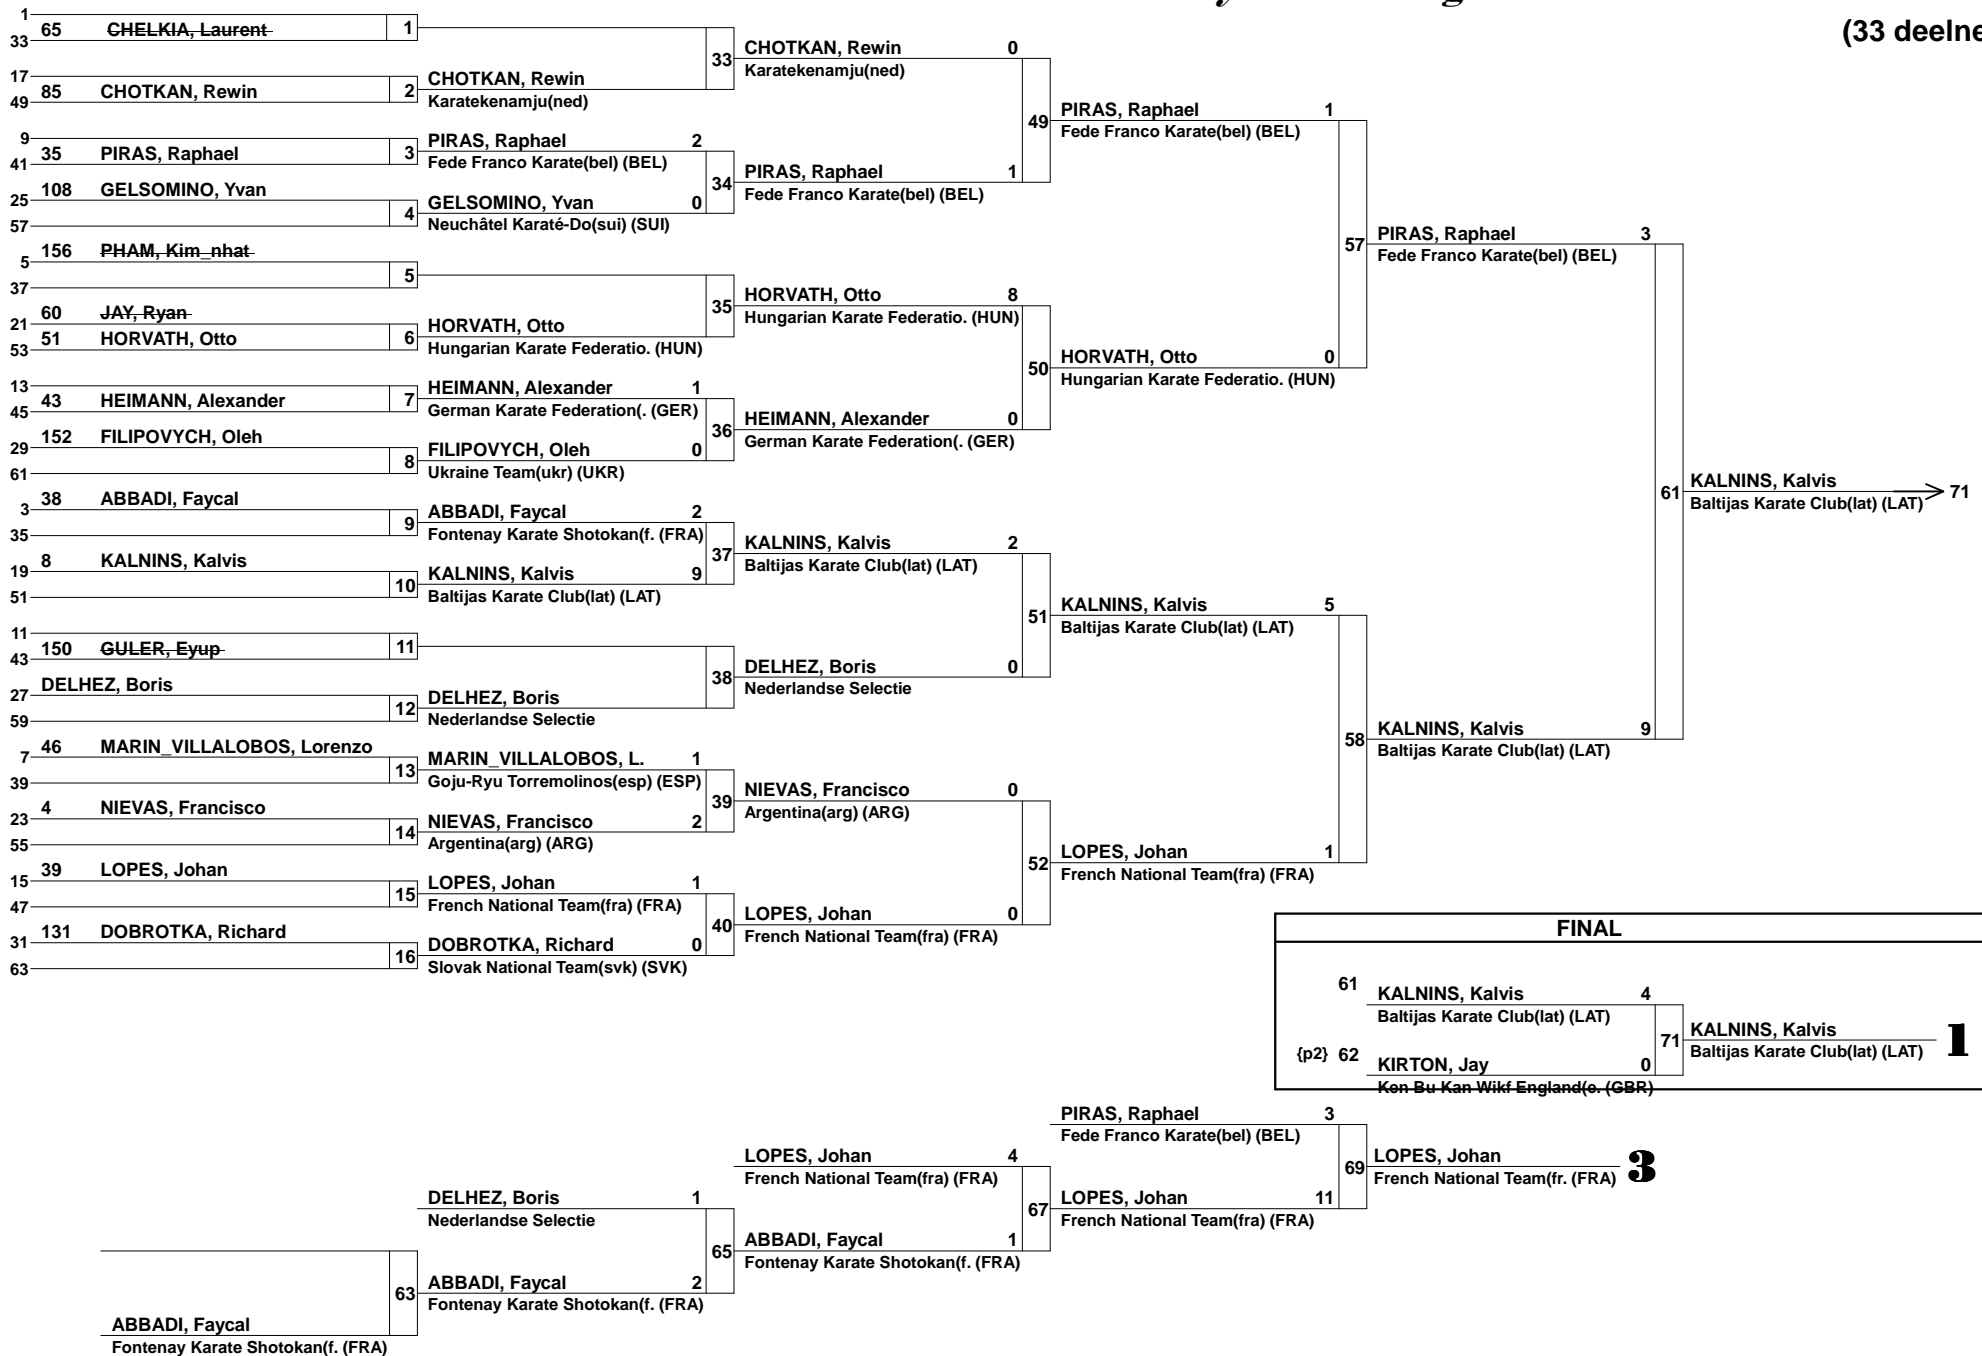 (33 deelne
1
65 CHELKIA, Laurent 1
33
17
85 CHOTKAN, Rewin 2
49
9
35 PIRAS, Raphael 3
41
108 GELSOMINO, Yvan
25
4
57
156 PHAM, Kim_nhat
5
5
37
60 JAY, Ryan
21
51 HORVATH, Otto 6
53
13
43 HEIMANN, Alexander 7
45
152 FILIPOVYCH, Oleh
29
8
61
38 ABBADI, Faycal
3
9
35
8 KALNINS, Kalvis
19
10
51
11
150 GULER, Eyup 11
43
DELHEZ, Boris
27
12
59
46 MARIN_VILLALOBOS, Lorenzo
7
13
39
4 NIEVAS, Francisco
23
14
55
39 LOPES, Johan
15
15
47
131 DOBROTKA, Richard
31
16
63
CHOTKAN, Rewin
Karatekenamju(ned)
33
PIRAS, Raphael 2
Fede Franco Karate(bel) (BEL)
34
GELSOMINO, Yvan 0
Neuchâtel Karaté-Do(sui) (SUI)
35
HORVATH, Otto
Hungarian Karate Federatio. (HUN)
HEIMANN, Alexander 1
German Karate Federation(. (GER)
36
FILIPOVYCH, Oleh 0
Ukraine Team(ukr) (UKR)
ABBADI, Faycal 2
Fontenay Karate Shotokan(f. (FRA)
37
KALNINS, Kalvis 9
Baltijas Karate Club(lat) (LAT)
38
DELHEZ, Boris
Nederlandse Selectie
MARIN_VILLALOBOS, L. 1
Goju-Ryu Torremolinos(esp) (ESP)
39
NIEVAS, Francisco 2
Argentina(arg) (ARG)
LOPES, Johan 1
French National Team(fra) (FRA)
40
DOBROTKA, Richard 0
Slovak National Team(svk) (SVK)
CHOTKAN, Rewin 0
Karatekenamju(ned)
49
PIRAS, Raphael 1
Fede Franco Karate(bel) (BEL)
HORVATH, Otto 8
Hungarian Karate Federatio. (HUN)
50
HEIMANN, Alexander 0
German Karate Federation(. (GER)
KALNINS, Kalvis 2
Baltijas Karate Club(lat) (LAT)
51
DELHEZ, Boris 0
Nederlandse Selectie
NIEVAS, Francisco 0
Argentina(arg) (ARG)
52
LOPES, Johan 0
French National Team(fra) (FRA)
PIRAS, Raphael 1
Fede Franco Karate(bel) (BEL)
57
HORVATH, Otto 0
Hungarian Karate Federatio. (HUN)
KALNINS, Kalvis 5
Baltijas Karate Club(lat) (LAT)
58
LOPES, Johan 1
French National Team(fra) (FRA)
PIRAS, Raphael 3
Fede Franco Karate(bel) (BEL)
61
KALNINS, Kalvis 9
Baltijas Karate Club(lat) (LAT)
KALNINS, Kalvis
Baltijas Karate Club(lat) (LAT)
71
FINAL
61
KALNINS, Kalvis 4
Baltijas Karate Club(lat) (LAT)
71
{p2} 62
KIRTON, Jay 0
Ken Bu Kan Wikf England(e. (GBR)
KALNINS, Kalvis
Baltijas Karate Club(lat) (LAT)
1
63
ABBADI, Faycal
Fontenay Karate Shotokan(f. (FRA)
DELHEZ, Boris 1
Nederlandse Selectie
65
ABBADI, Faycal 2
Fontenay Karate Shotokan(f. (FRA)
LOPES, Johan 4
French National Team(fra) (FRA)
67
ABBADI, Faycal 1
Fontenay Karate Shotokan(f. (FRA)
PIRAS, Raphael 3
Fede Franco Karate(bel) (BEL)
69
LOPES, Johan 11
French National Team(fra) (FRA)
LOPES, Johan
French National Team(fr. (FRA)
3